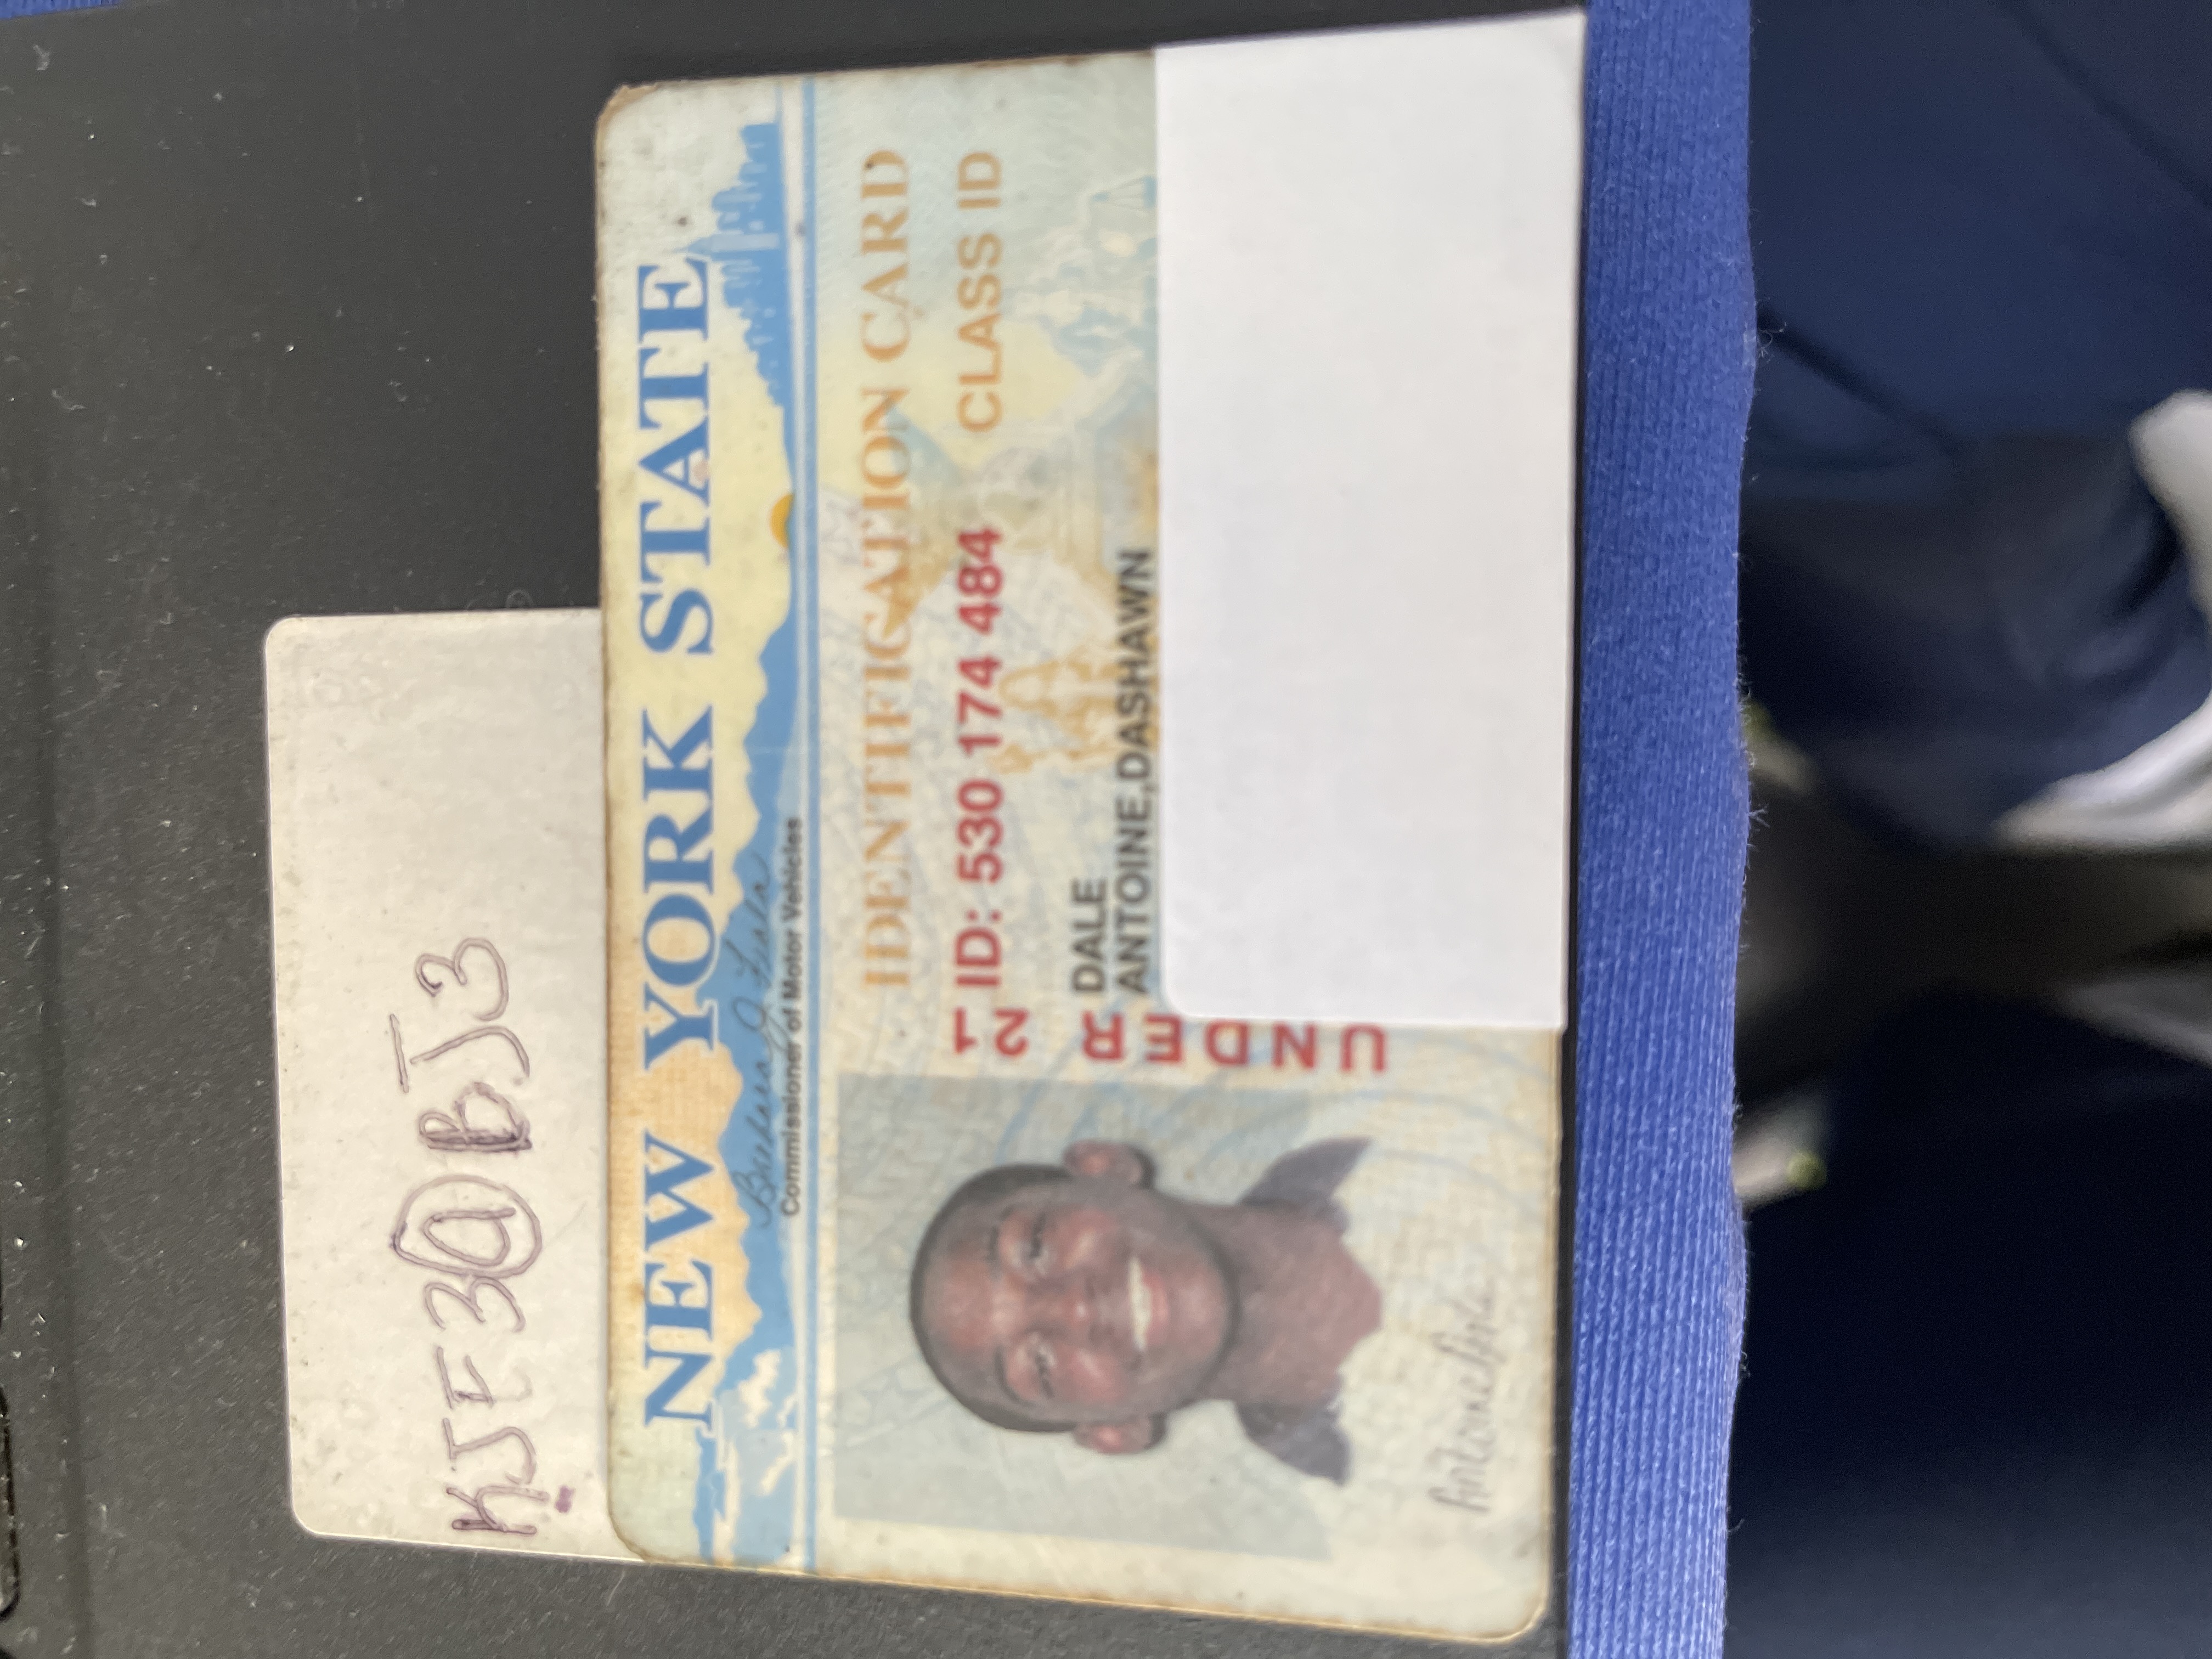 KJF30BJ3
NEW YORK STATE
Commissioner of Motor Vehicles
IDENTIFICATION CARD
ID: 530 174 484 CLASS ID
DALE
ANTOINE,DASHAWN
UNDER 21